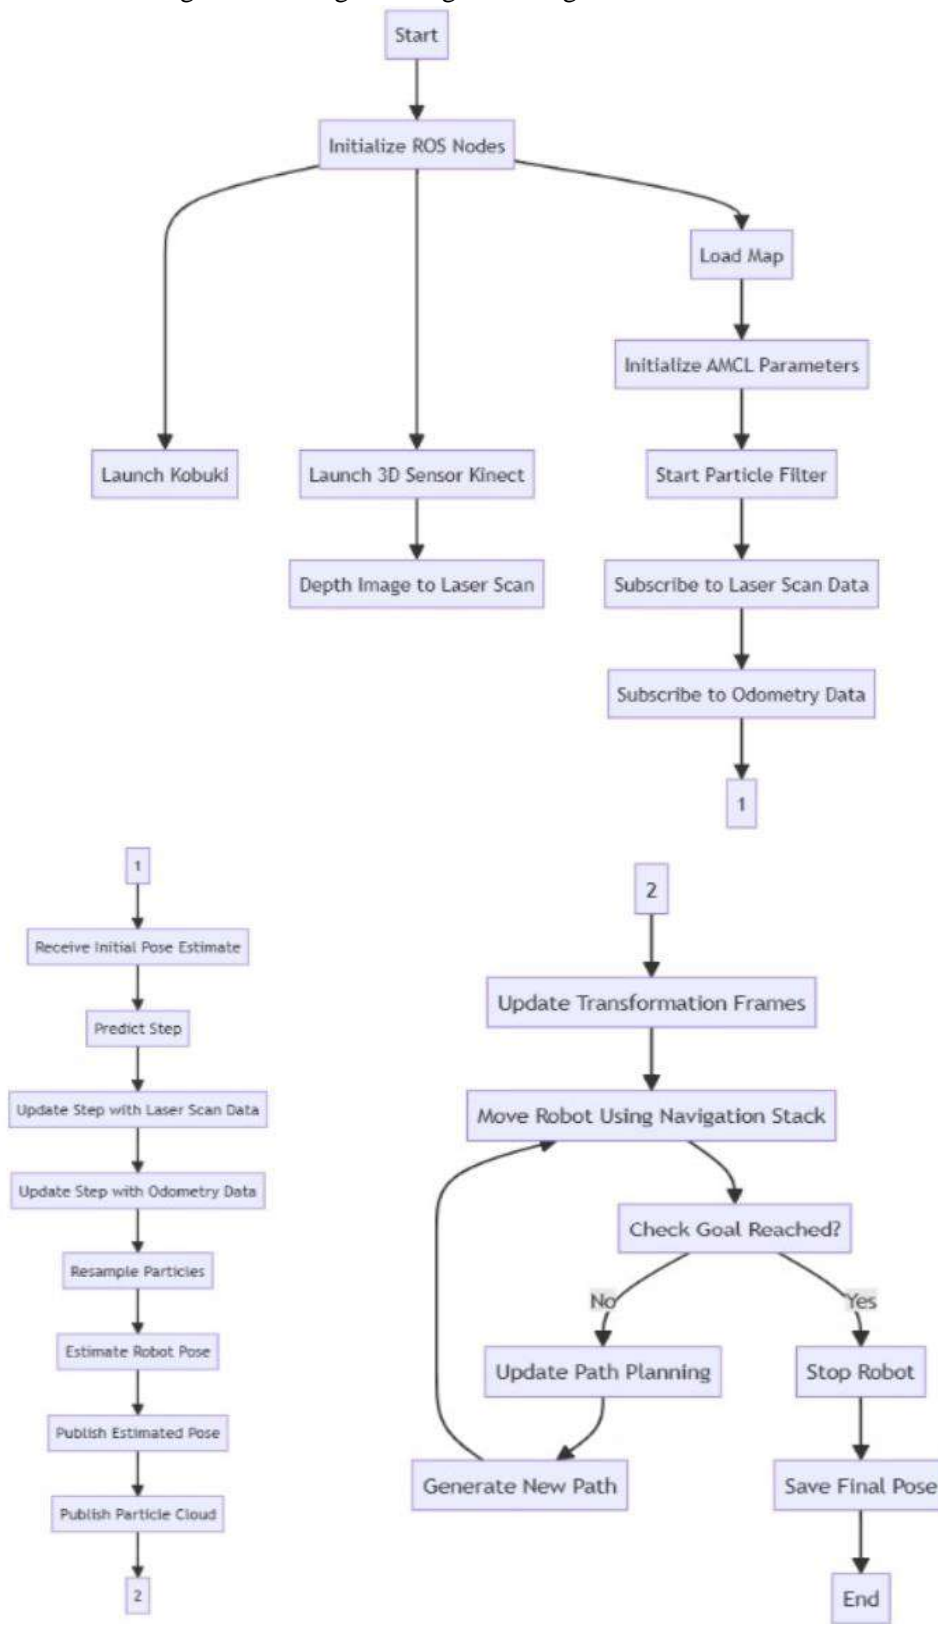 Start
Initialize ROS Nodes
Load Map
Initialize AMCL Parameters
Launch Kobuki
Launch 3D Sensor Kinect
Start Particle Filter
Depth Image to Laser Scan
Subscribe to Laser Scan Data
Subscribe to Odometry Data
1
1
Receive Initial Pose Estimate
Predict Step
Update Step with Laser Scan Data
Update Step with Odometry Data
Resample Particles
Estimate Robot Pose
Publish Estimated Pose
Publish Particle Cloud
2
2
Update Transformation Frames
Move Robot Using Navigation Stack
Check Goal Reached?
No
Yes
Update Path Planning
Stop Robot
Generate New Path
Save Final Pose
End